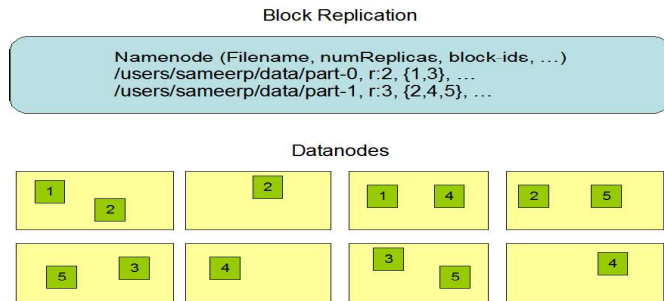 Block Replication
Namenode (Filename, numReplicas, block-ids, …)
/users/sameerp/data/part-0, r:2, {1,3}, …
/users/sameerp/data/part-1, r:3, {2,4,5}, …
Datanodes
1
2
2
1
4
2
5
5
3
4
3
5
4